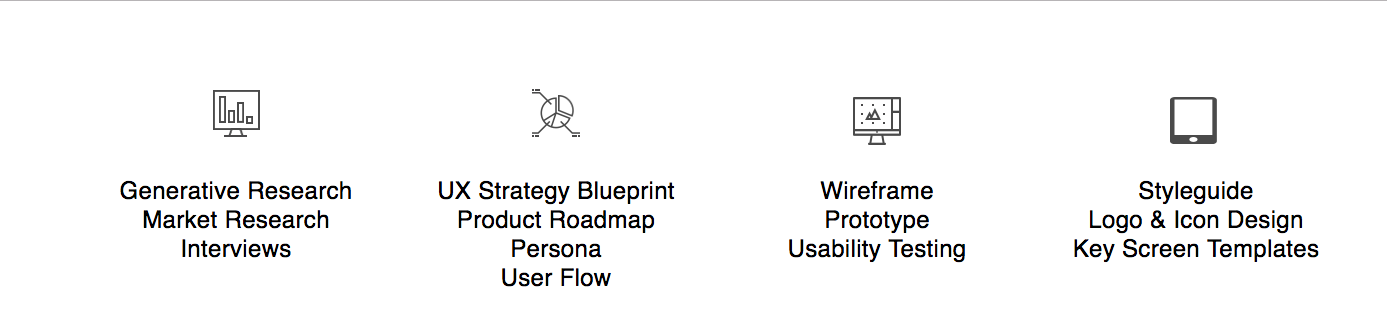 Generative Research
Market Research
Interviews
UX Strategy Blueprint
Product Roadmap
Persona
User Flow
Wireframe
Prototype
Usability Testing
Styleguide
Logo & Icon Design
Key Screen Templates